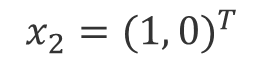 x₂ = (1, 0)ᵀ